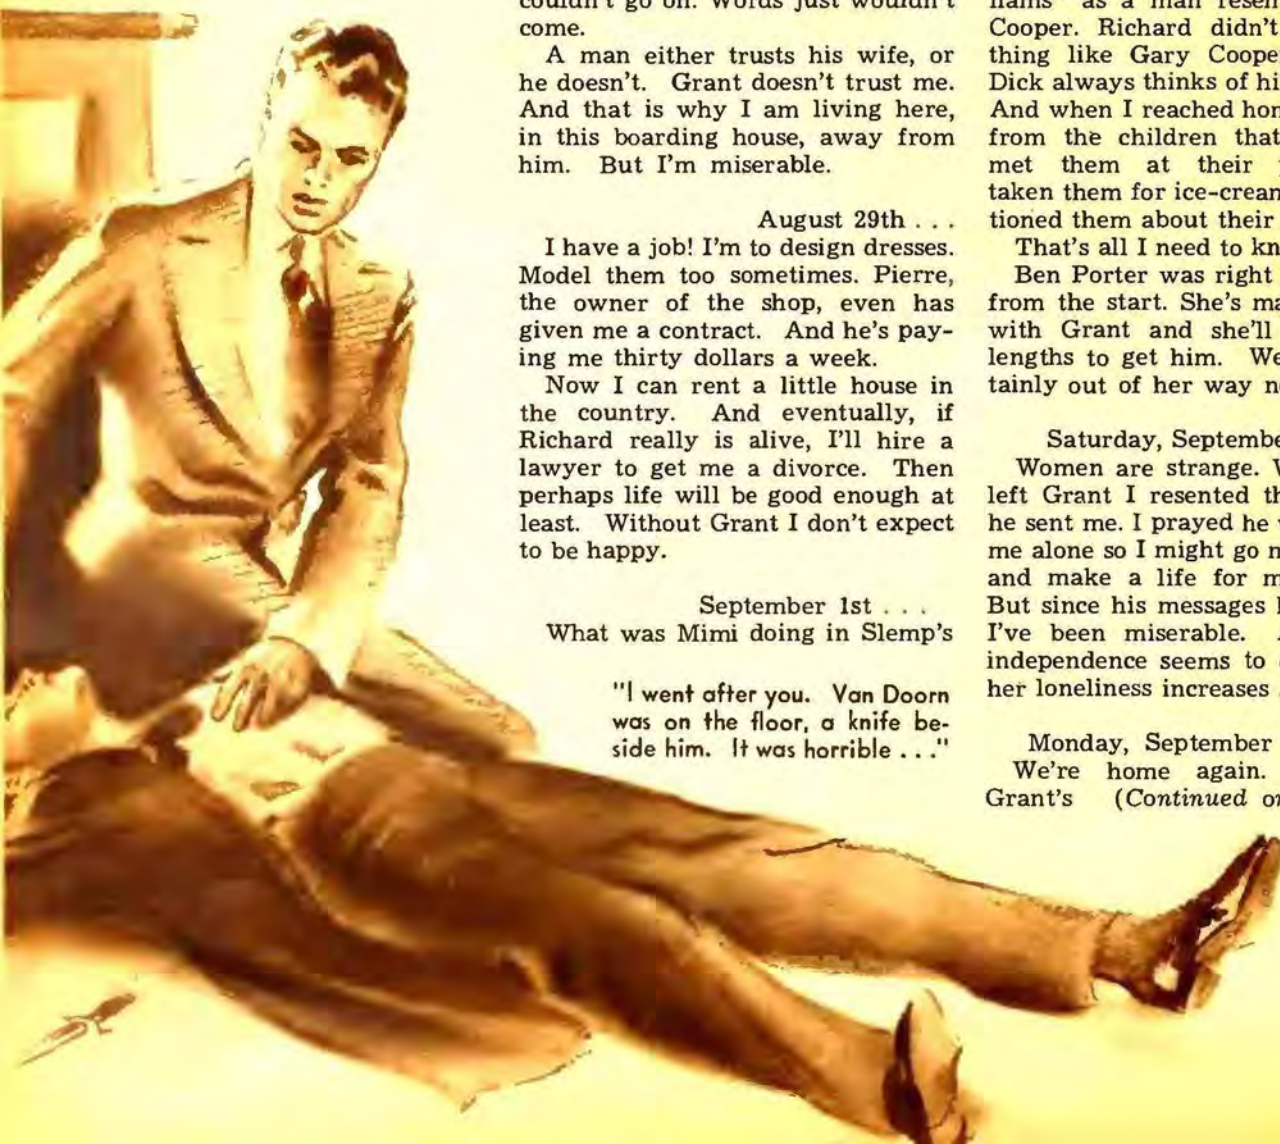 couldn't go on. Words just wouldn't
come.
A man either trusts his wife, or
he doesn't. Grant doesn't trust me.
And that is why I am living here,
in this boarding house, away from
him. But I'm miserable.
August 29th . . .
I have a job! I'm to design dresses.
Model them too sometimes. Pierre,
the owner of the shop, even has
given me a contract. And he's pay-
ing me thirty dollars a week.
Now I can rent a little house in
the country. And eventually, if
Richard really is alive, I'll hire a
lawyer to get me a divorce. Then
perhaps life will be good enough at
least. Without Grant I don't expect
to be happy.
September 1st . . .
What was Mimi doing in Slemp's
"I went after you. Van Doorn
was on the floor, a knife be-
side him. It was horrible . . ."
as a man
Cooper. Richard didn't
thing like Gary
Dick always thinks of
And when I reached
from the children that
met them at their
taken them for
tioned them about their
That's all I need to
Ben Porter was right
from the start. She's
with Grant and she'll
lengths to get him.
tainly out of her way
Saturday,
Women are strange.
left Grant I resented
he sent me. I prayed he
me alone so I might go
and make a life for
But since his messages
I've been miserable.
independence seems to
her loneliness increases
Monday, September
We're home again.
Grant's (Continued